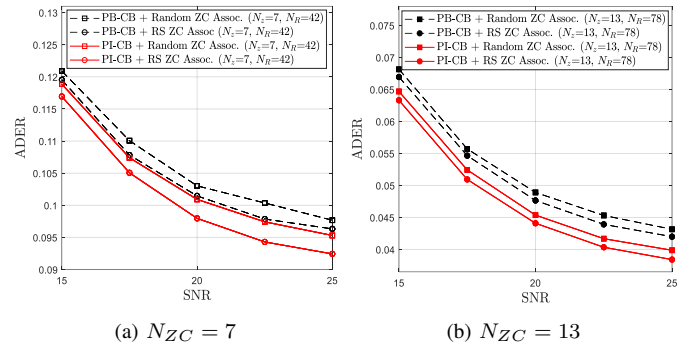 PB-CB + Random ZC Assoc. (N_z=7, N_R=42)
PB-CB + RS ZC Assoc. (N_z=7, N_R=42)
PI-CB + Random ZC Assoc. (N_z=7, N_R=42)
PI-CB + RS ZC Assoc. (N_z=7, N_R=42)
0.13
0.125
0.12
0.115
0.11
0.105
0.1
0.095
0.09
ADER
15 20 25
SNR
(a) N_{ZC} = 7
PB-CB + Random ZC Assoc. (N_z=13, N_R=78)
PB-CB + RS ZC Assoc. (N_z=13, N_R=78)
PI-CB + Random ZC Assoc. (N_z=13, N_R=78)
PI-CB + RS ZC Assoc. (N_z=13, N_R=78)
0.075
0.07
0.065
0.06
0.055
0.05
0.045
0.04
ADER
15 20 25
SNR
(b) N_{ZC} = 13